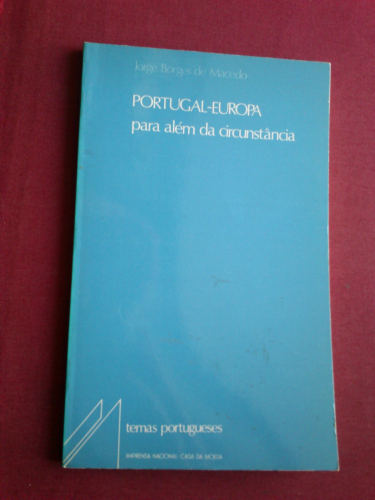 Jorge Borges de Macedo
PORTUGAL-EUROPA
para além da circunstância
temas portugueses
IMPRENSA NACIONAL-CASA DA MOEDA